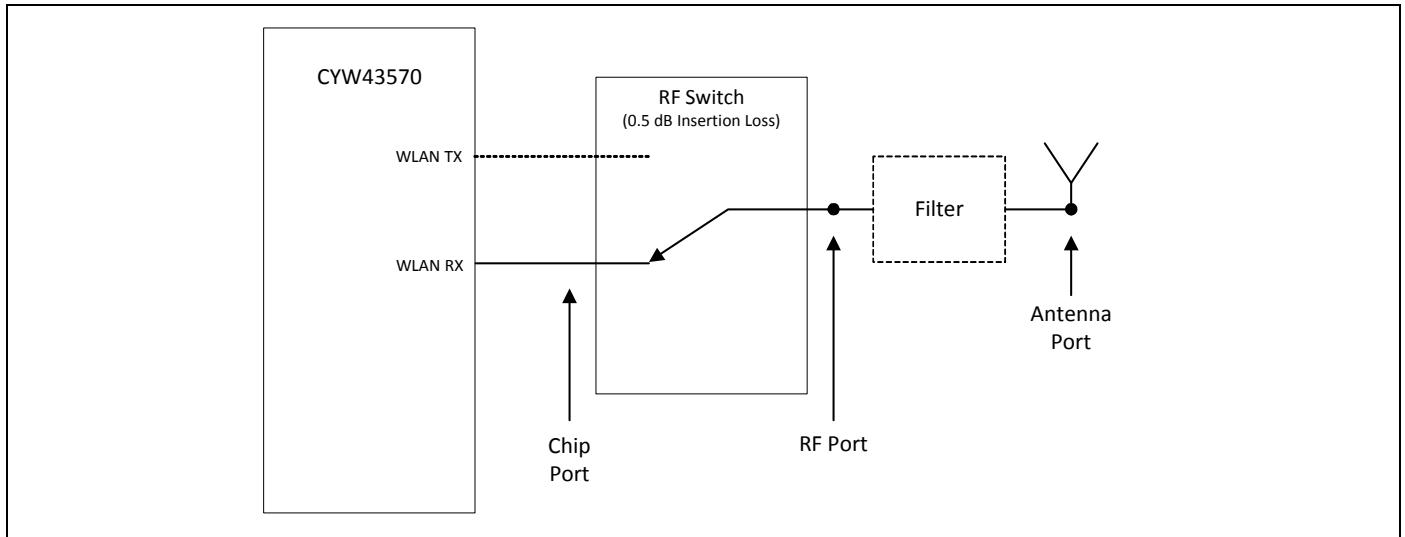 CYW43570
RF Switch
(0.5 dB Insertion Loss)
WLAN TX
Filter
WLAN RX
Antenna
Port
Chip
Port
RF Port